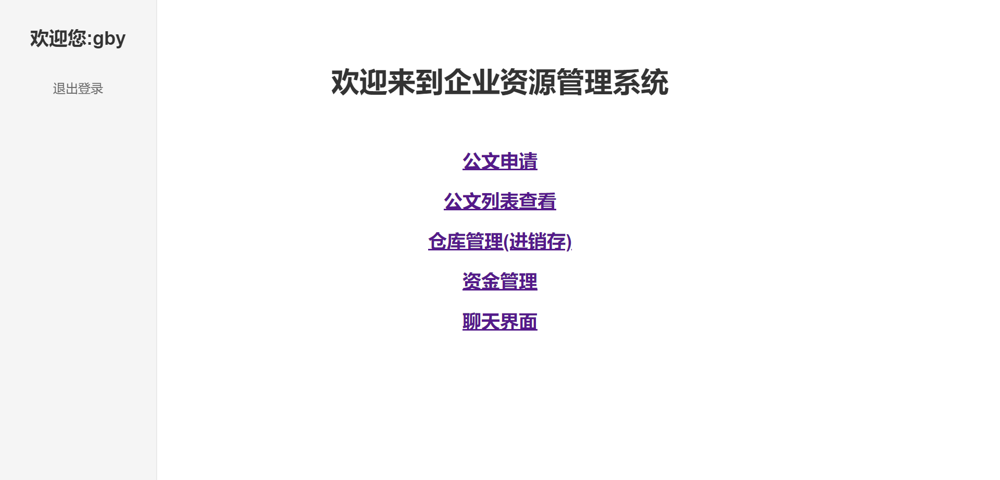 欢迎您:gby
退出登录
欢迎来到企业资源管理系统
公文申请
公文列表查看
仓库管理(进销存)
资金管理
聊天界面